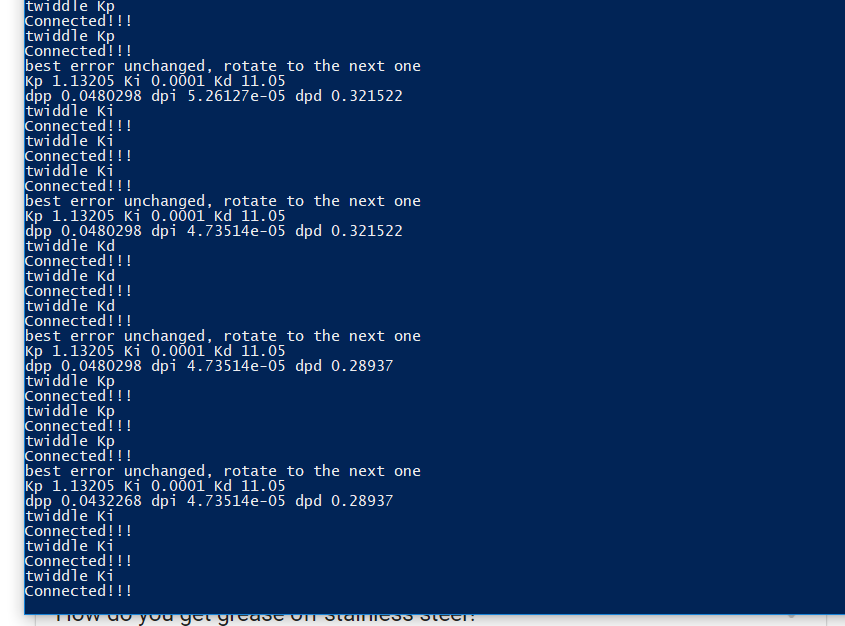 twiddle Kp
Connected!!!
twiddle Kp
Connected!!!
best error unchanged, rotate to the next one
Kp 1.13205 Ki 0.0001 Kd 11.05
dpp 0.0480298 dpi 5.26127e-05 dpd 0.321522
twiddle Ki
Connected!!!
twiddle Ki
Connected!!!
twiddle Ki
Connected!!!
best error unchanged, rotate to the next one
Kp 1.13205 Ki 0.0001 Kd 11.05
dpp 0.0480298 dpi 4.73514e-05 dpd 0.321522
twiddle Kd
Connected!!!
twiddle Kd
Connected!!!
twiddle Kd
Connected!!!
best error unchanged, rotate to the next one
Kp 1.13205 Ki 0.0001 Kd 11.05
dpp 0.0480298 dpi 4.73514e-05 dpd 0.28937
twiddle Kp
Connected!!!
twiddle Kp
Connected!!!
twiddle Kp
Connected!!!
best error unchanged, rotate to the next one
Kp 1.13205 Ki 0.0001 Kd 11.05
dpp 0.0432268 dpi 4.73514e-05 dpd 0.28937
twiddle Ki
Connected!!!
twiddle Ki
Connected!!!
twiddle Ki
Connected!!!
How do you get grease off stainless steel?